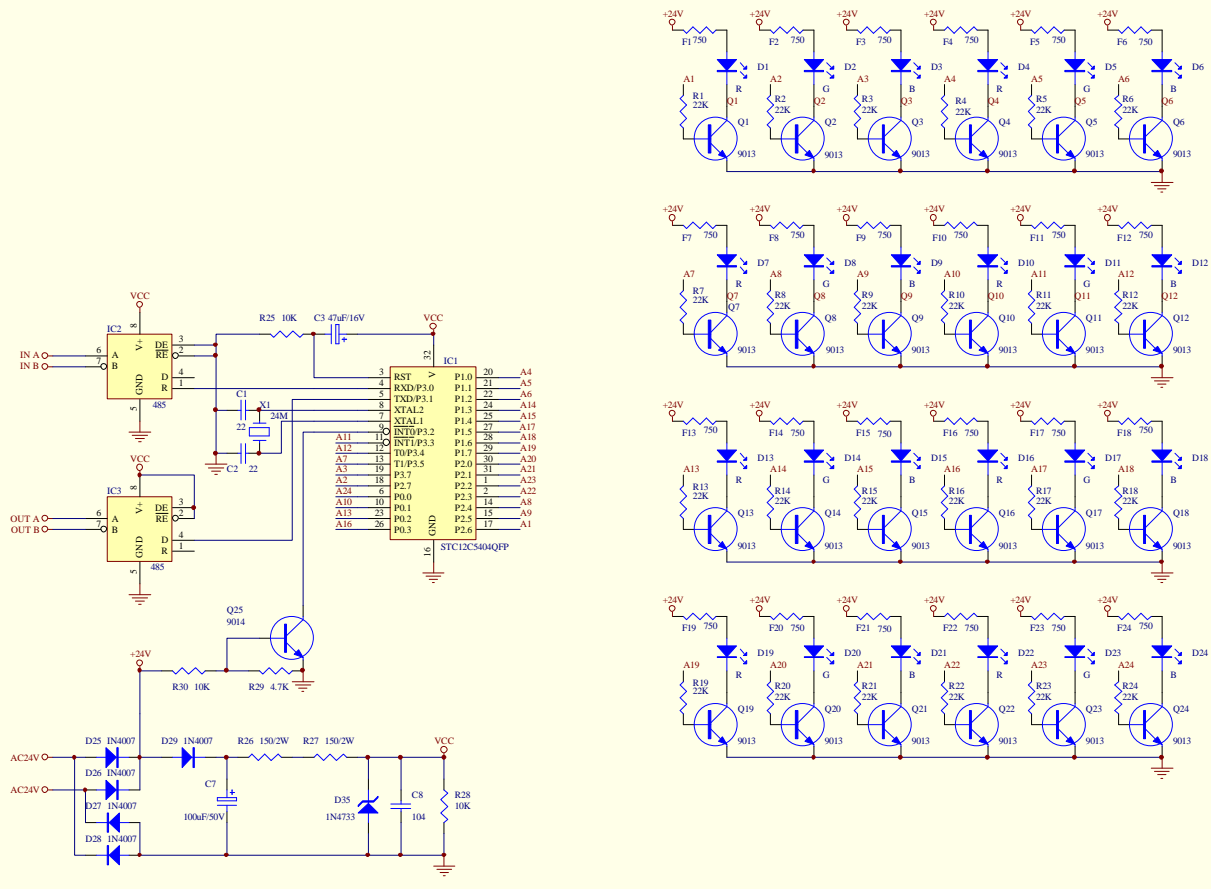 +24V +24V +24V +24V +24V +24V
F1 750 F2 750 F3 750 F4 750 F5 750 F6 750
D1 D2 D3 D4 D5 D6
A1 R A2 G A3 B A4 R A5 G A6 B
R1 22K Q1 R2 22K Q2 R3 22K Q3 R4 22K Q4 R5 22K Q5 R6 22K Q6
Q1 Q2 Q3 Q4 Q5 Q6
9013 9013 9013 9013 9013 9013
+24V +24V +24V +24V +24V +24V
F7 750 F8 750 F9 750 F10 750 F11 750 F12 750
D7 D8 D9 D10 D11 D12
A7 R A8 G A9 B A10 R A11 G A12 B
R7 22K Q7 R8 22K Q8 R9 22K Q9 R10 22K Q10 R11 22K Q11 R12 22K Q12
Q7 Q8 Q9 Q10 Q11 Q12
9013 9013 9013 9013 9013 9013
+24V +24V +24V +24V +24V +24V
F13 750 F14 750 F15 750 F16 750 F17 750 F18 750
D13 D14 D15 D16 D17 D18
A13 R A14 G A15 B A16 R A17 G A18 B
R13 22K R14 22K R15 22K R16 22K R17 22K R18 22K
Q13 Q14 Q15 Q16 Q17 Q18
9013 9013 9013 9013 9013 9013
+24V +24V +24V +24V +24V +24V
F19 750 F20 750 F21 750 F22 750 F23 750 F24 750
D19 D20 D21 D22 D23 D24
A19 R A20 G A21 B A22 R A23 G A24 B
R19 22K R20 22K R21 22K R22 22K R23 22K R24 22K
Q19 Q20 Q21 Q22 Q23 Q24
9013 9013 9013 9013 9013 9013
VCC
IC2
8 V+
DE 3
RE 2
IN A 6 A
IN B 7 B
D 4
R 1
GND 5
485
R25 10K
C3 47uF/16V
VCC
C1
22
X1
24M
C2 22
IC1
32 V
3 RST P1.0 20 A4
4 RXD/P3.0 P1.1 21 A5
5 TXD/P3.1 P1.2 22 A6
8 XTAL2 P1.3 24 A14
7 XTAL1 P1.4 25 A15
9 INT0/P3.2 P1.5 27 A17
A11 11 INT1/P3.3 P1.6 28 A18
A12 12 T0/P3.4 P1.7 29 A19
A7 13 T1/P3.5 P2.0 30 A20
A3 19 P3.7 P2.1 31 A21
A2 18 P2.7 P2.2 1 A23
A24 6 P0.0 P2.3 2 A22
A10 10 P0.1 P2.4 14 A8
A13 23 P0.2 P2.5 15 A9
A16 26 P0.3 P2.6 17 A1
GND 16
STC12C5404QFP
VCC
IC3
8 V+
DE 3
RE 2
OUT A 6 A
OUT B 7 B
D 4
R 1
GND 5
485
Q25
9014
+24V
R30 10K
R29 4.7K
D25 1N4007
D29 1N4007
R26 150/2W
R27 150/2W
VCC
AC24V
D26 1N4007
AC24V
C7
100uF/50V
D35
1N4733
C8
104
R28
10K
D27 1N4007
D28 1N4007